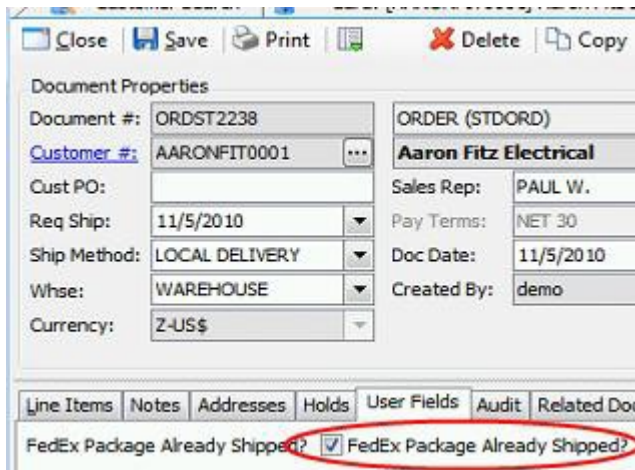 Close Save Print Delete Copy
Document Properties
Document #: ORDST2238 ORDER (STDORD)
Customer #: AARONFIT0001 ... Aaron Fitz Electrical
Cust PO: Sales Rep: PAUL W.
Req Ship: 11/5/2010 Pay Terms: NET 30
Ship Method: LOCAL DELIVERY Doc Date: 11/5/2010
Whse: WAREHOUSE Created By: demo
Currency: Z-US$
Line Items Notes Addresses Holds User Fields Audit Related Doc
FedEx Package Already Shipped? FedEx Package Already Shipped?